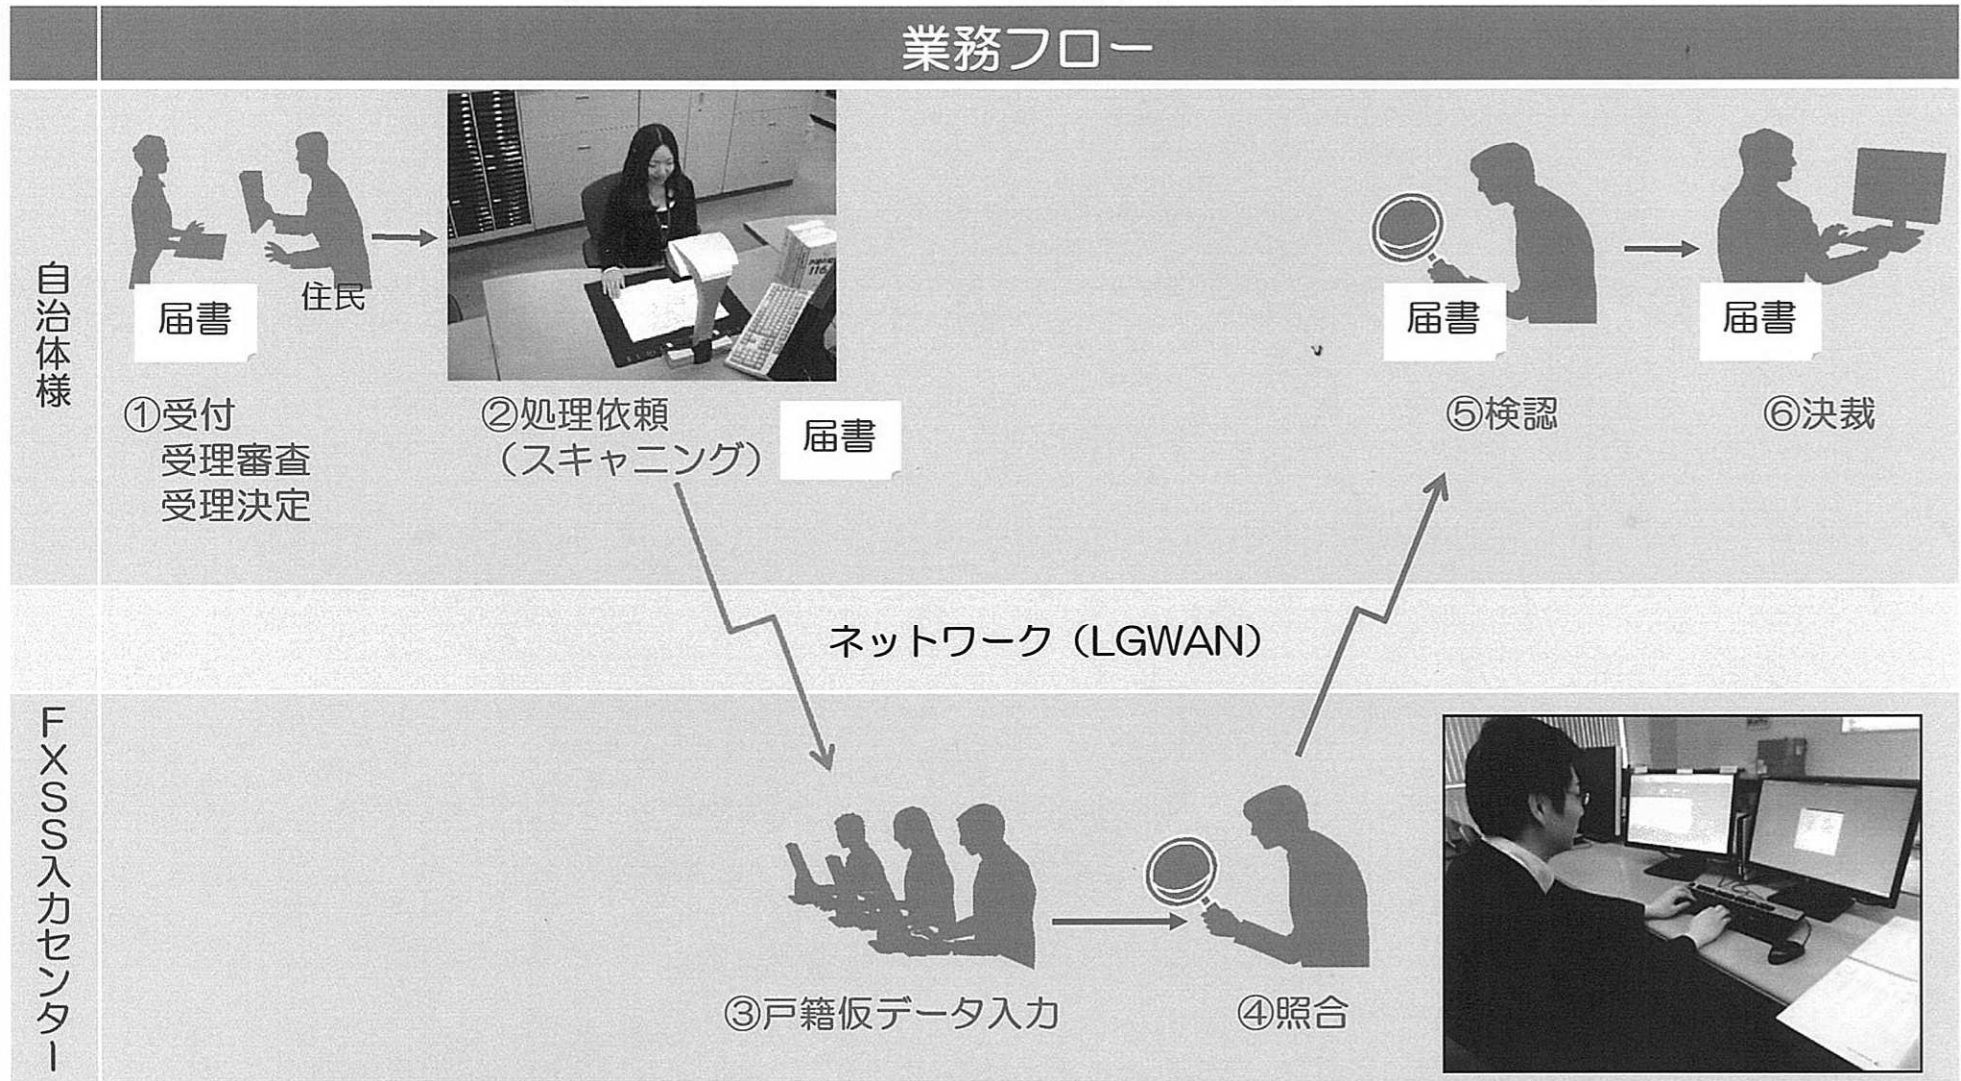 業務フロー
自治体様
届書
住民
①受付
受理審査
受理決定
②処理依頼
(スキャニング)
届書
届書
⑤検認
届書
⑥決裁
ネットワーク(LGWAN)
FXSS入力センター
③戸籍仮データ入力
④照合